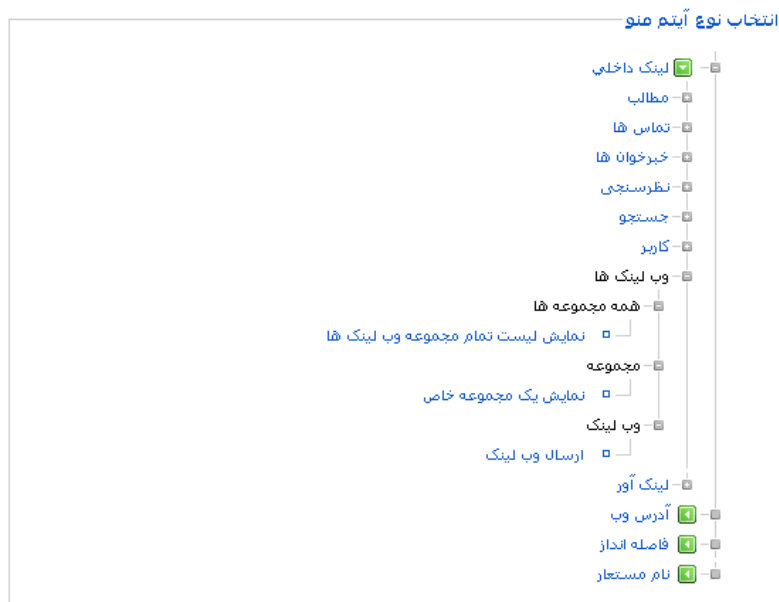 انتخاب نوع آیتم منو
لینک داخلي
مطالب
تماس ها
خبرخوان ها
نظرسنجی
جستجو
کاربر
وب لینک ها
همه مجموعه ها
نمایش لیست تمام مجموعه وب لینک ها
مجموعه
نمایش یک مجموعه خاص
وب لینک
ارسال وب لینک
لینک آور
آدرس وب
فاصله انداز
نام مستعار